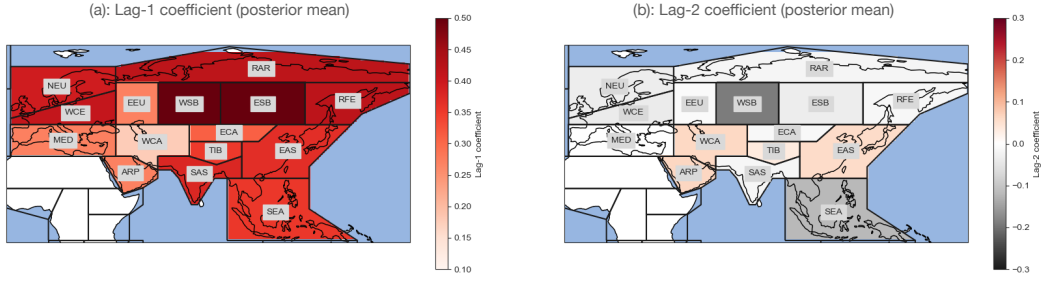 (a): Lag-1 coefficient (posterior mean)
NEU
WCE
MED
EEU
WSB
ESB
RAR
RFE
WCA
ECA
TIB
EAS
ARP
SAS
SEA
0.50
0.45
0.40
0.35
0.30
0.25
0.20
0.15
0.10
Lag-1 coefficient
(b): Lag-2 coefficient (posterior mean)
NEU
WCE
MED
EEU
WSB
ESB
RAR
RFE
WCA
ECA
TIB
EAS
ARP
SAS
SEA
0.3
0.2
0.1
0.0
−0.1
−0.2
−0.3
Lag-2 coefficient